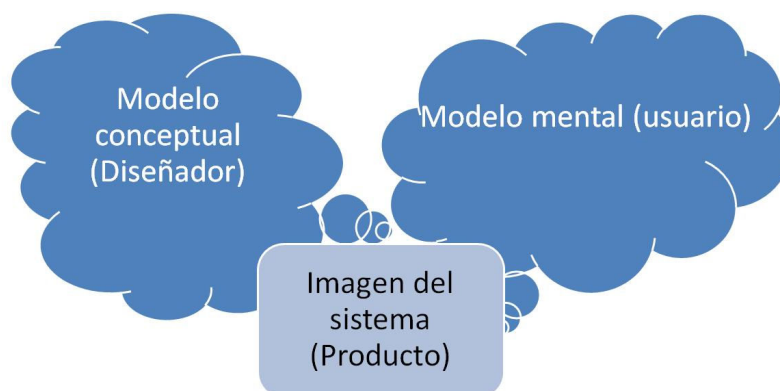 Modelo
conceptual
(Diseñador)
Modelo mental (usuario)
Imagen del
sistema
(Producto)